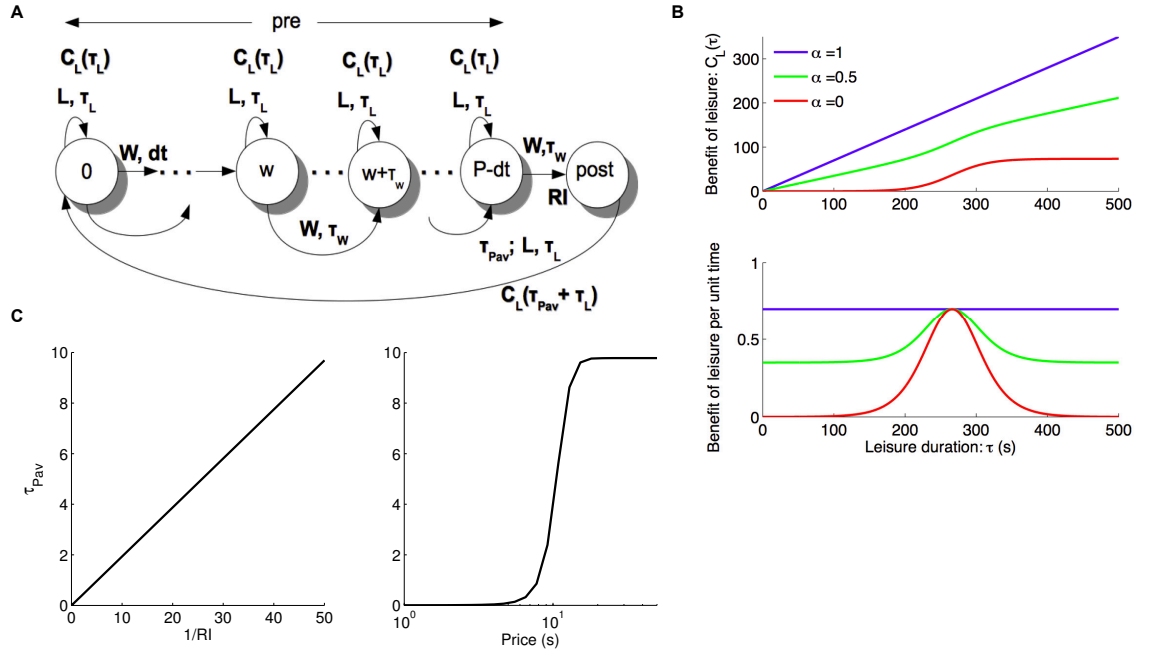 A
pre
C_L(τ_L) C_L(τ_L) C_L(τ_L) C_L(τ_L)
L, τ_L L, τ_L L, τ_L L, τ_L
W, dt W, τ_W
0 ··· w ··· w+τ_w ··· P-dt post
RI
W, τ_W τ_Pav; L, τ_L
C_L(τ_Pav + τ_L)
B
Benefit of leisure: C_L(τ)
α =1
α =0.5
α =0
300
200
100
0
0 100 200 300 400 500
Benefit of leisure per unit time
1
0.5
0
0 100 200 300 400 500
Leisure duration: τ (s)
C
τ_Pav
10
8
6
4
2
0
0 10 20 30 40 50
1/RI
10
8
6
4
2
0
10^0 10^1
Price (s)